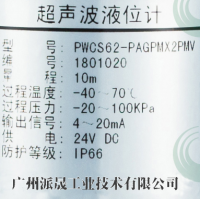 超声波液位计
型号: PWCS62-PAGPMX2PMV
编号: 1801020
量程: 10m
过程温度: -40~70℃
过程压力: -20~100KPa
输出信号: 4~20mA
供电: 24V DC
防护等级: IP66
广州派晟工业技术有限公司